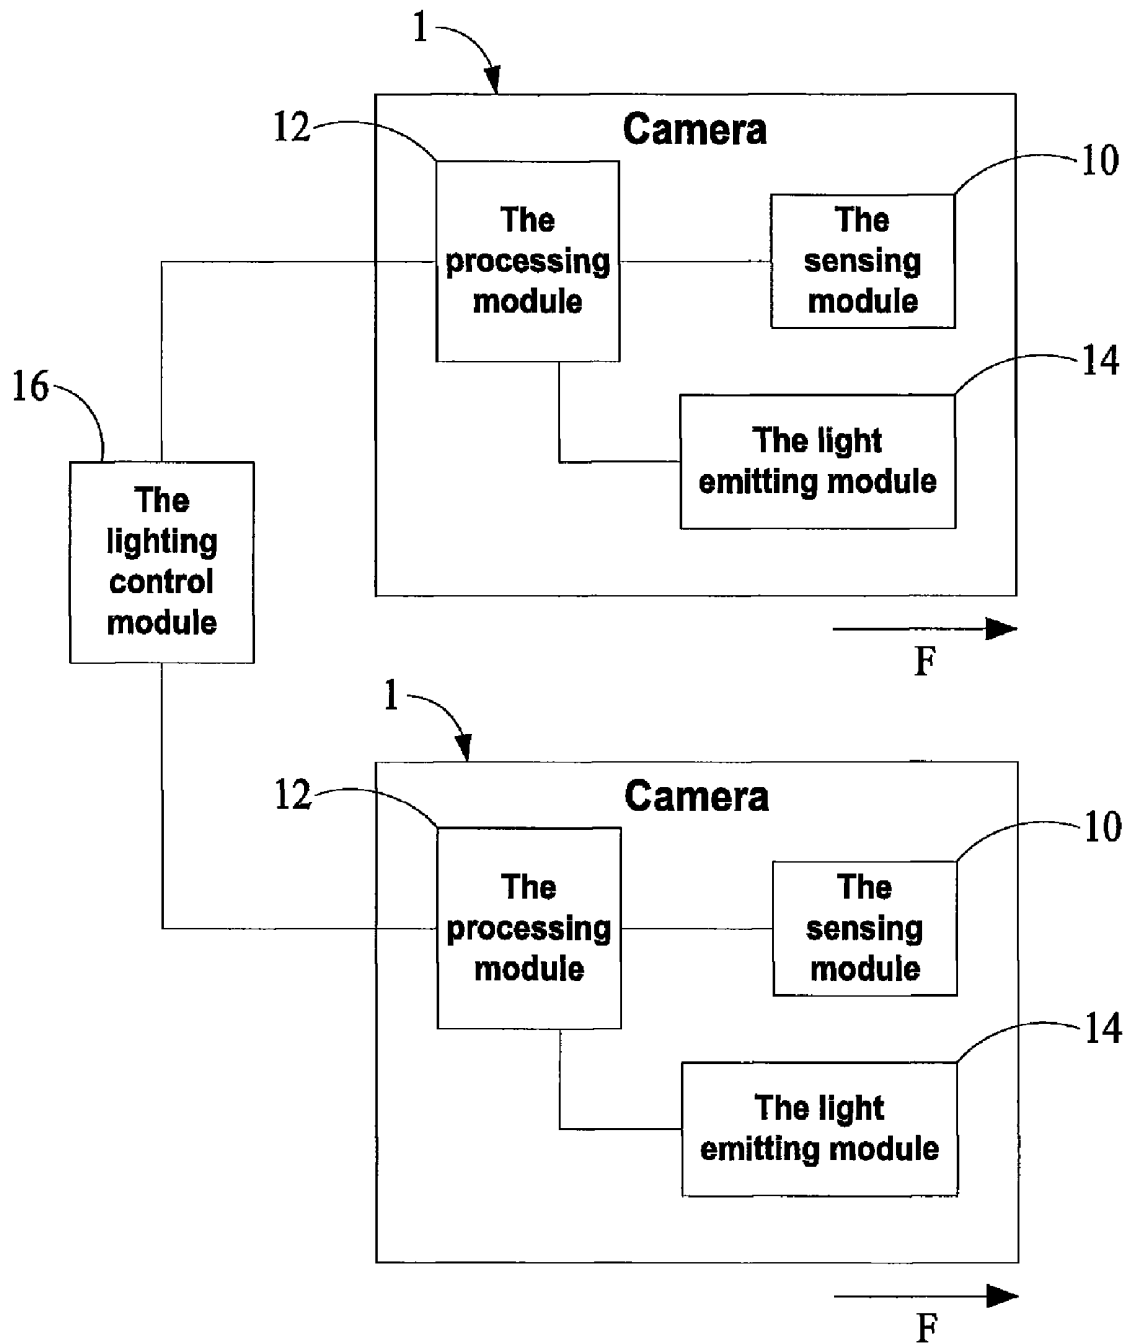 1
Camera
12
The
processing
module
10
The
sensing
module
14
The light
emitting module
16
The
lighting
control
module
F
1
Camera
12
The
processing
module
10
The
sensing
module
14
The light
emitting module
F